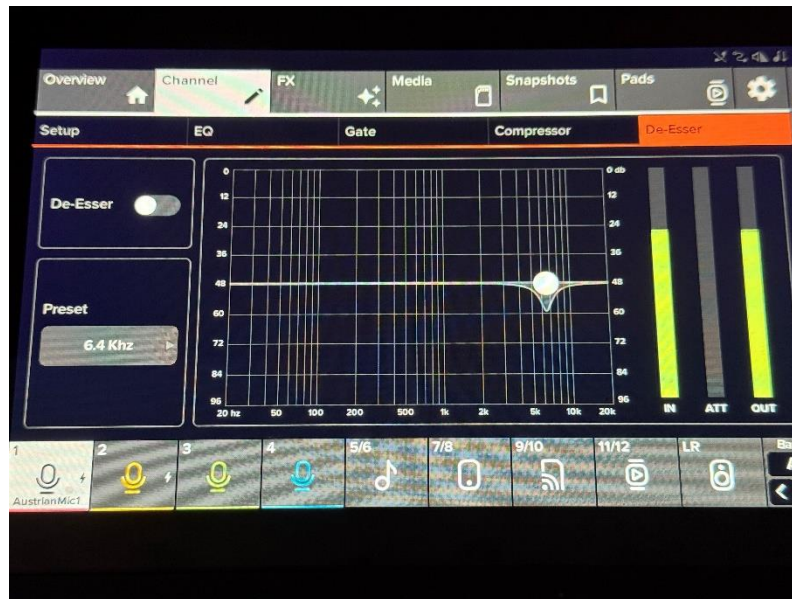 Overview Channel FX Media Snapshots Pads
Setup EQ Gate Compressor De-Esser
De-Esser
Preset
6.4 Khz
0 0 db
12 12
24 24
36 36
48 48
60 60
72 72
84 84
96 96
20 hz 50 100 200 500 1k 2k 5k 10k 20k
IN ATT OUT
1 2 3 4 5/6 7/8 9/10 11/12 LR Ba
AustrianMic1